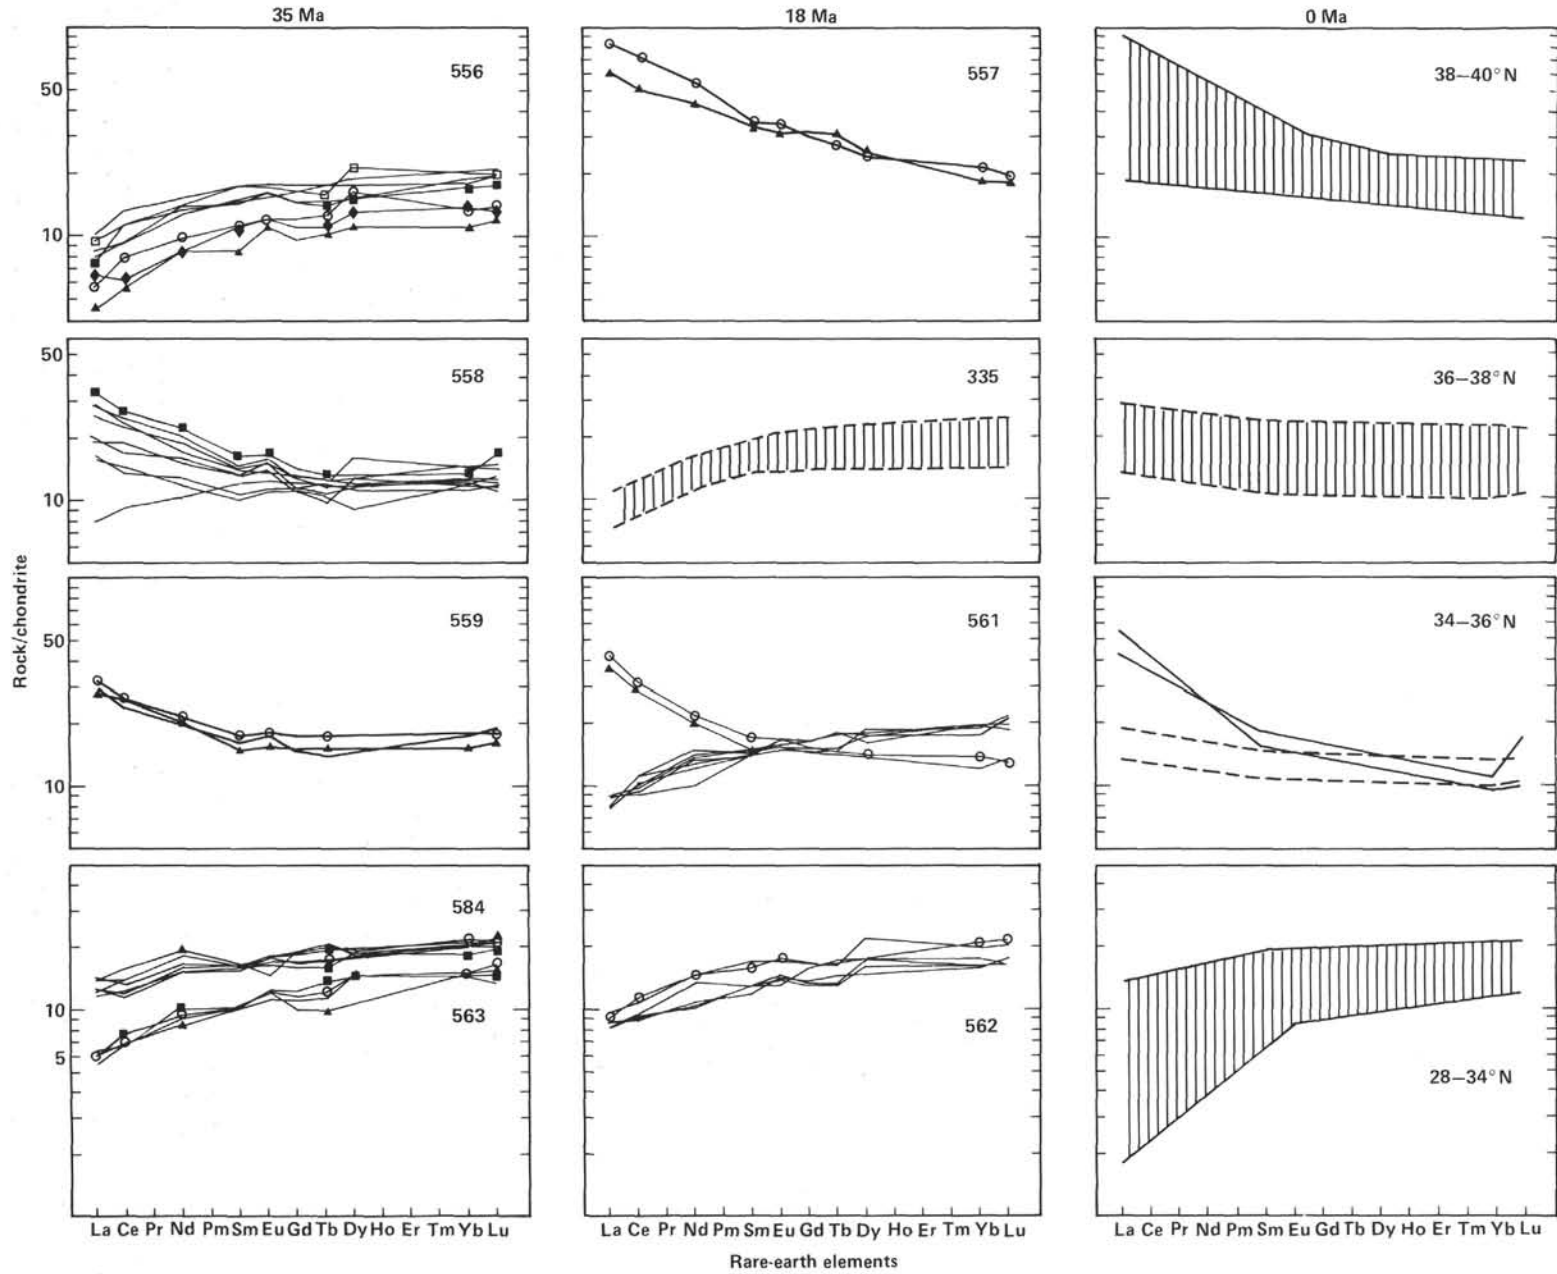 35 Ma 18 Ma 0 Ma
50 556 557 38–40°N
10
50 558 335 36–38°N
10
Rock/chondrite
559 561 34–36°N
50
10
584
10 563 562
5 28–34°N
La Ce Pr Nd Pm Sm Eu Gd Tb Dy Ho Er Tm Yb Lu La Ce Pr Nd Pm Sm Eu Gd Tb Dy Ho Er Tm Yb Lu La Ce Pr Nd Pm Sm Eu Gd Tb Dy Ho Er Tm Yb Lu
Rare-earth elements